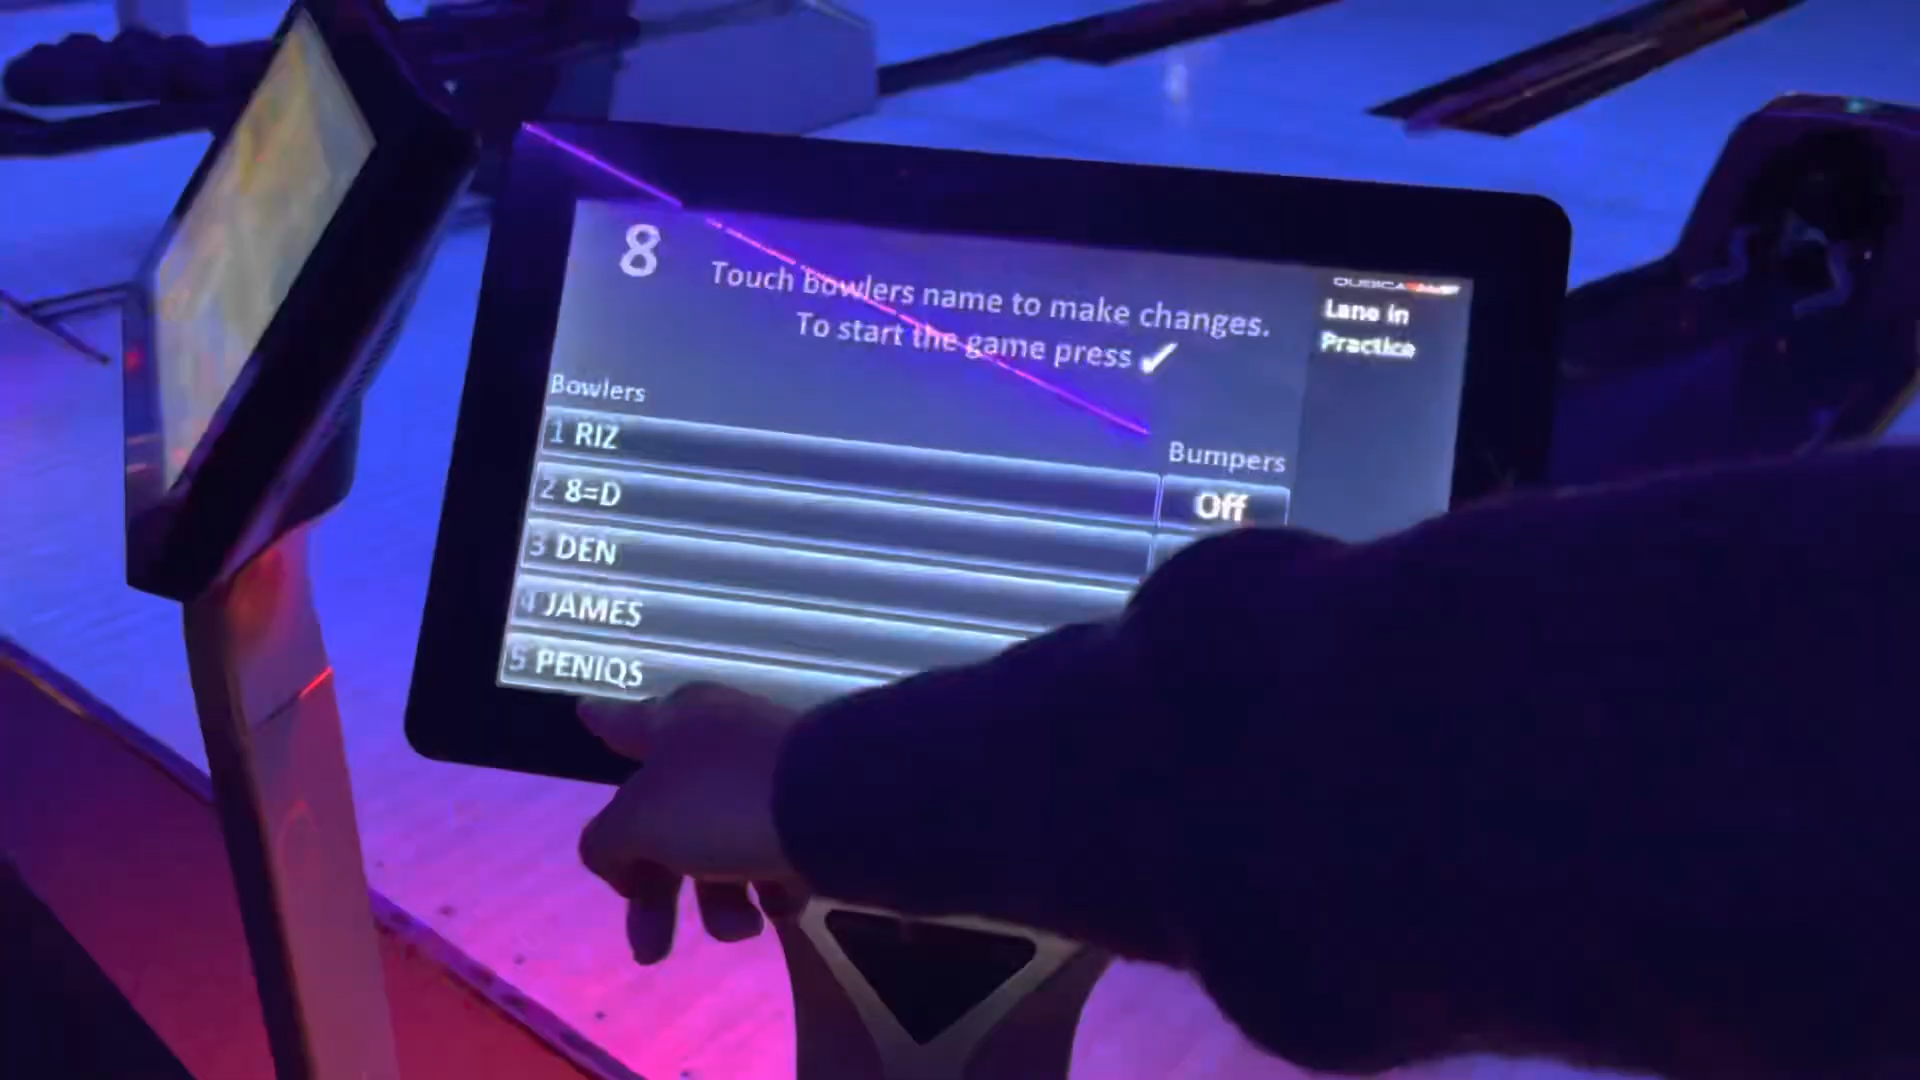 8
Touch Bowlers name to make changes.
To start the game press ✓
QUBICAAMF
Lane in
Practice
Bowlers
Bumpers
1 RIZ
Off
2 8=D
3 DEN
4 JAMES
5 PENIQS